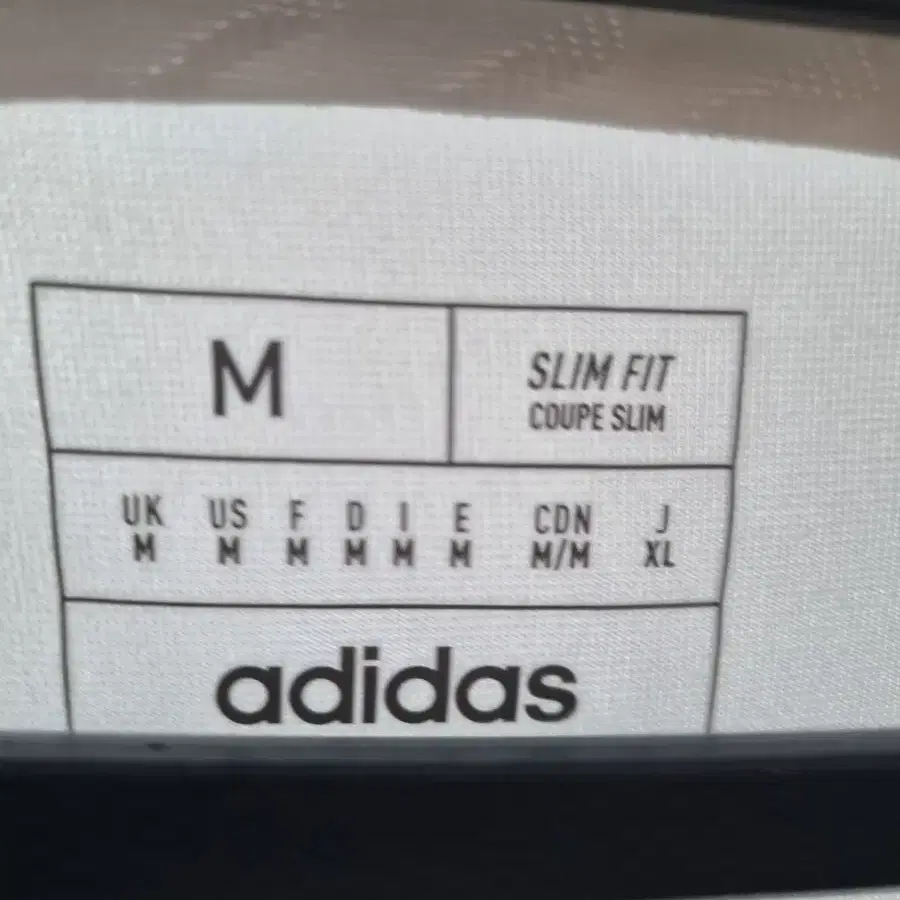 M
SLIM FIT
COUPE SLIM
UK US F D I E CDN J
M M M M M M M/M XL
adidas